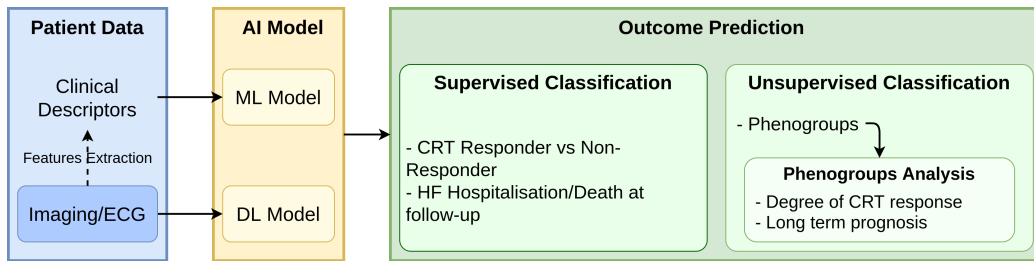 Patient Data
Clinical
Descriptors
Features Extraction
Imaging/ECG
AI Model
ML Model
DL Model
Outcome Prediction
Supervised Classification
- CRT Responder vs Non-
Responder
- HF Hospitalisation/Death at
follow-up
Unsupervised Classification
- Phenogroups
Phenogroups Analysis
- Degree of CRT response
- Long term prognosis